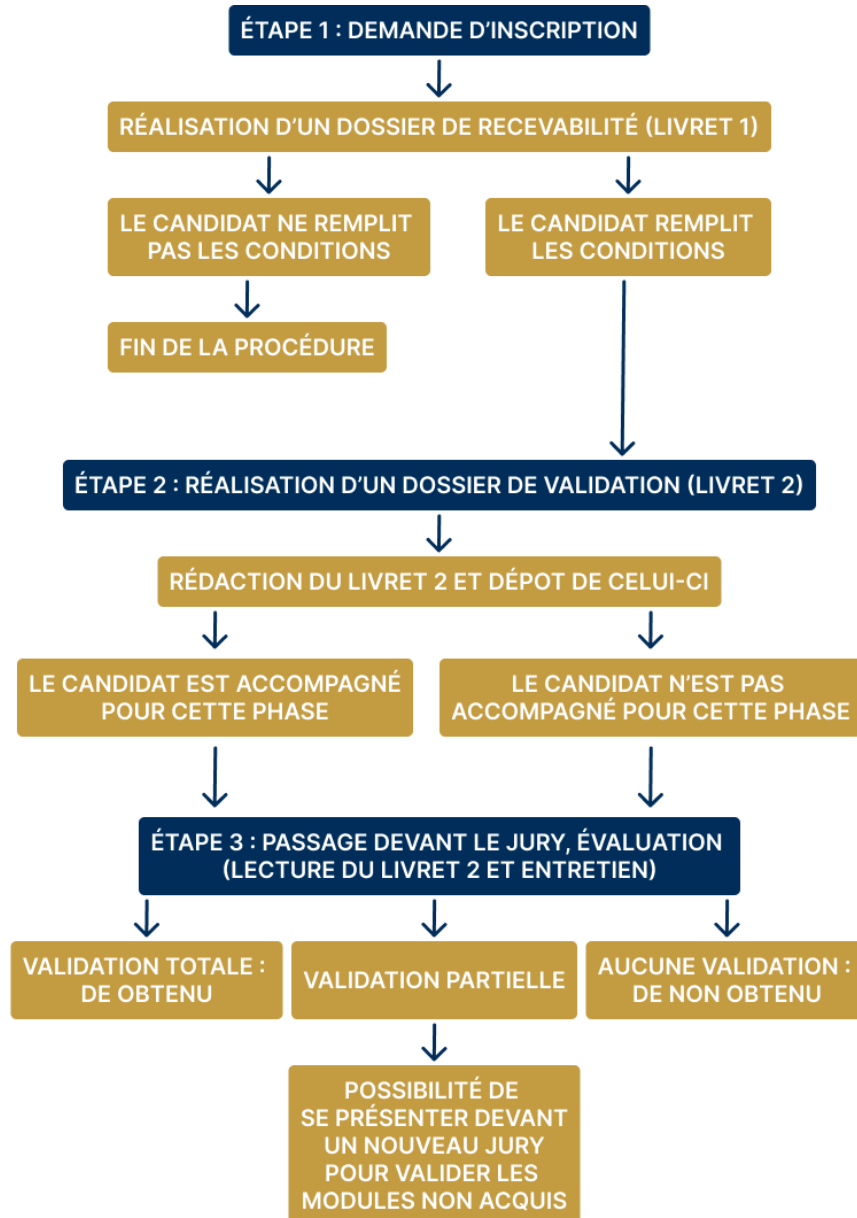 ÉTAPE 1 : DEMANDE D’INSCRIPTION
RÉALISATION D’UN DOSSIER DE RECEVABILITÉ (LIVRET 1)
LE CANDIDAT NE REMPLIT
PAS LES CONDITIONS
LE CANDIDAT REMPLIT
LES CONDITIONS
FIN DE LA PROCÉDURE
ÉTAPE 2 : RÉALISATION D’UN DOSSIER DE VALIDATION (LIVRET 2)
RÉDACTION DU LIVRET 2 ET DÉPOT DE CELUI-CI
LE CANDIDAT EST ACCOMPAGNÉ
POUR CETTE PHASE
LE CANDIDAT N’EST PAS
ACCOMPAGNÉ POUR CETTE PHASE
ÉTAPE 3 : PASSAGE DEVANT LE JURY, ÉVALUATION
(LECTURE DU LIVRET 2 ET ENTRETIEN)
VALIDATION TOTALE :
DE OBTENU
VALIDATION PARTIELLE
AUCUNE VALIDATION :
DE NON OBTENU
POSSIBILITÉ DE
SE PRÉSENTER DEVANT
UN NOUVEAU JURY
POUR VALIDER LES
MODULES NON ACQUIS